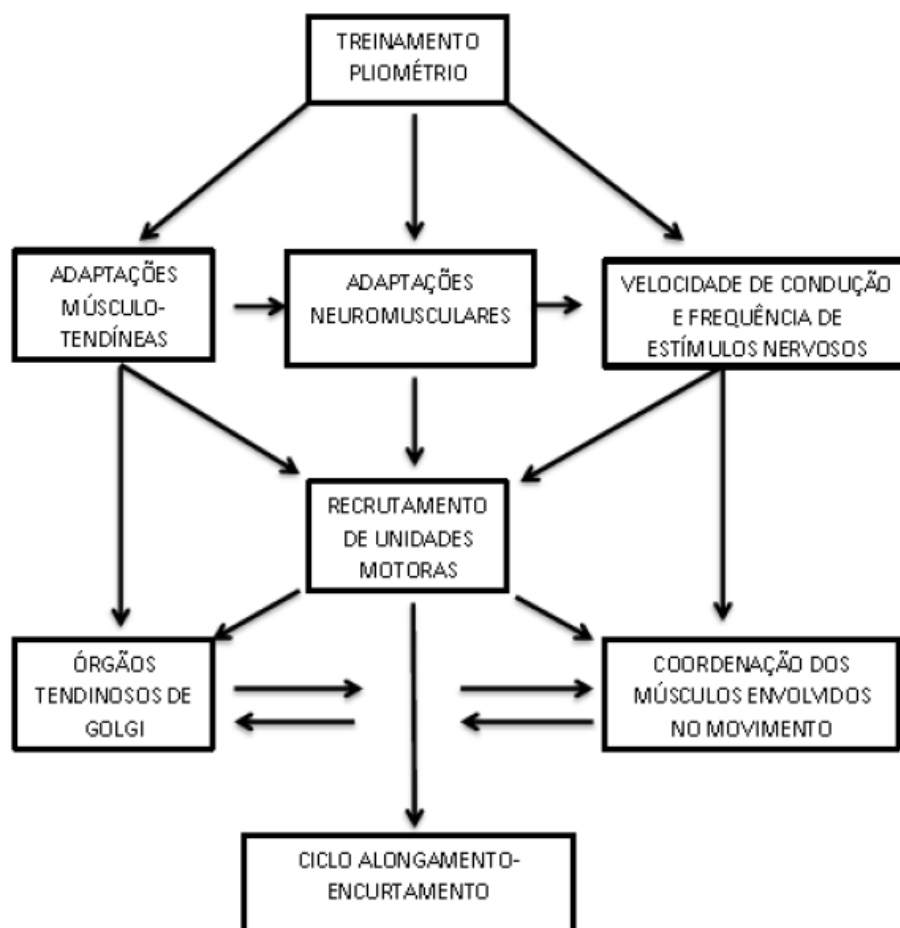 TREINAMENTO
PLIOMÉTRIO
ADAPTAÇÕES
MÚSCULO-
TENDÍNEAS
ADAPTAÇÕES
NEUROMUSCULARES
VELOCIDADE DE CONDUÇÃO
E FREQUÊNCIA DE
ESTÍMULOS NERVOSOS
RECRUTAMENTO
DE UNIDADES
MOTORAS
ÓRGÃOS
TENDINOSOS DE
GOLGI
COORDENAÇÃO DOS
MÚSCULOS ENVOLVIDOS
NO MOVIMENTO
CICLO ALONGAMENTO-
ENCURTAMENTO